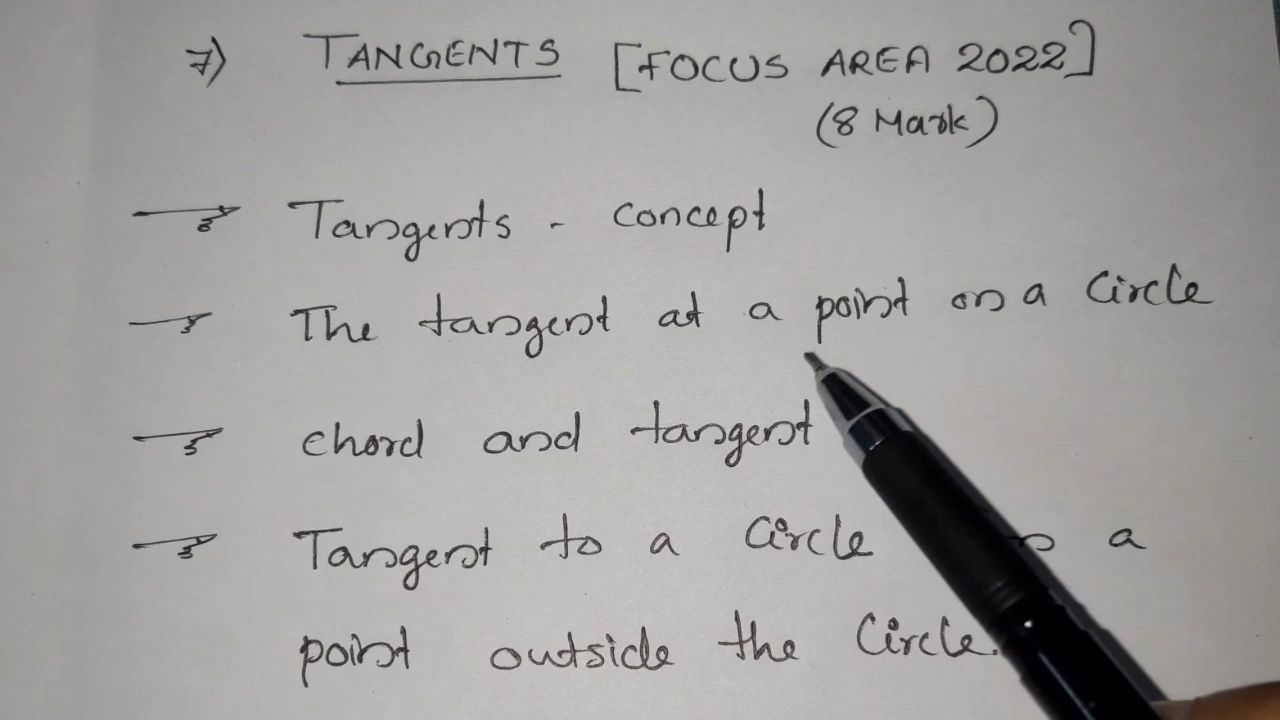 7) TANGENTS [FOCUS AREA 2022]
(8 Mark)
Tangents - concept
The tangent at a point on a Circle
chord and tangent
Tangent to a Circle a
point outside the Circle.